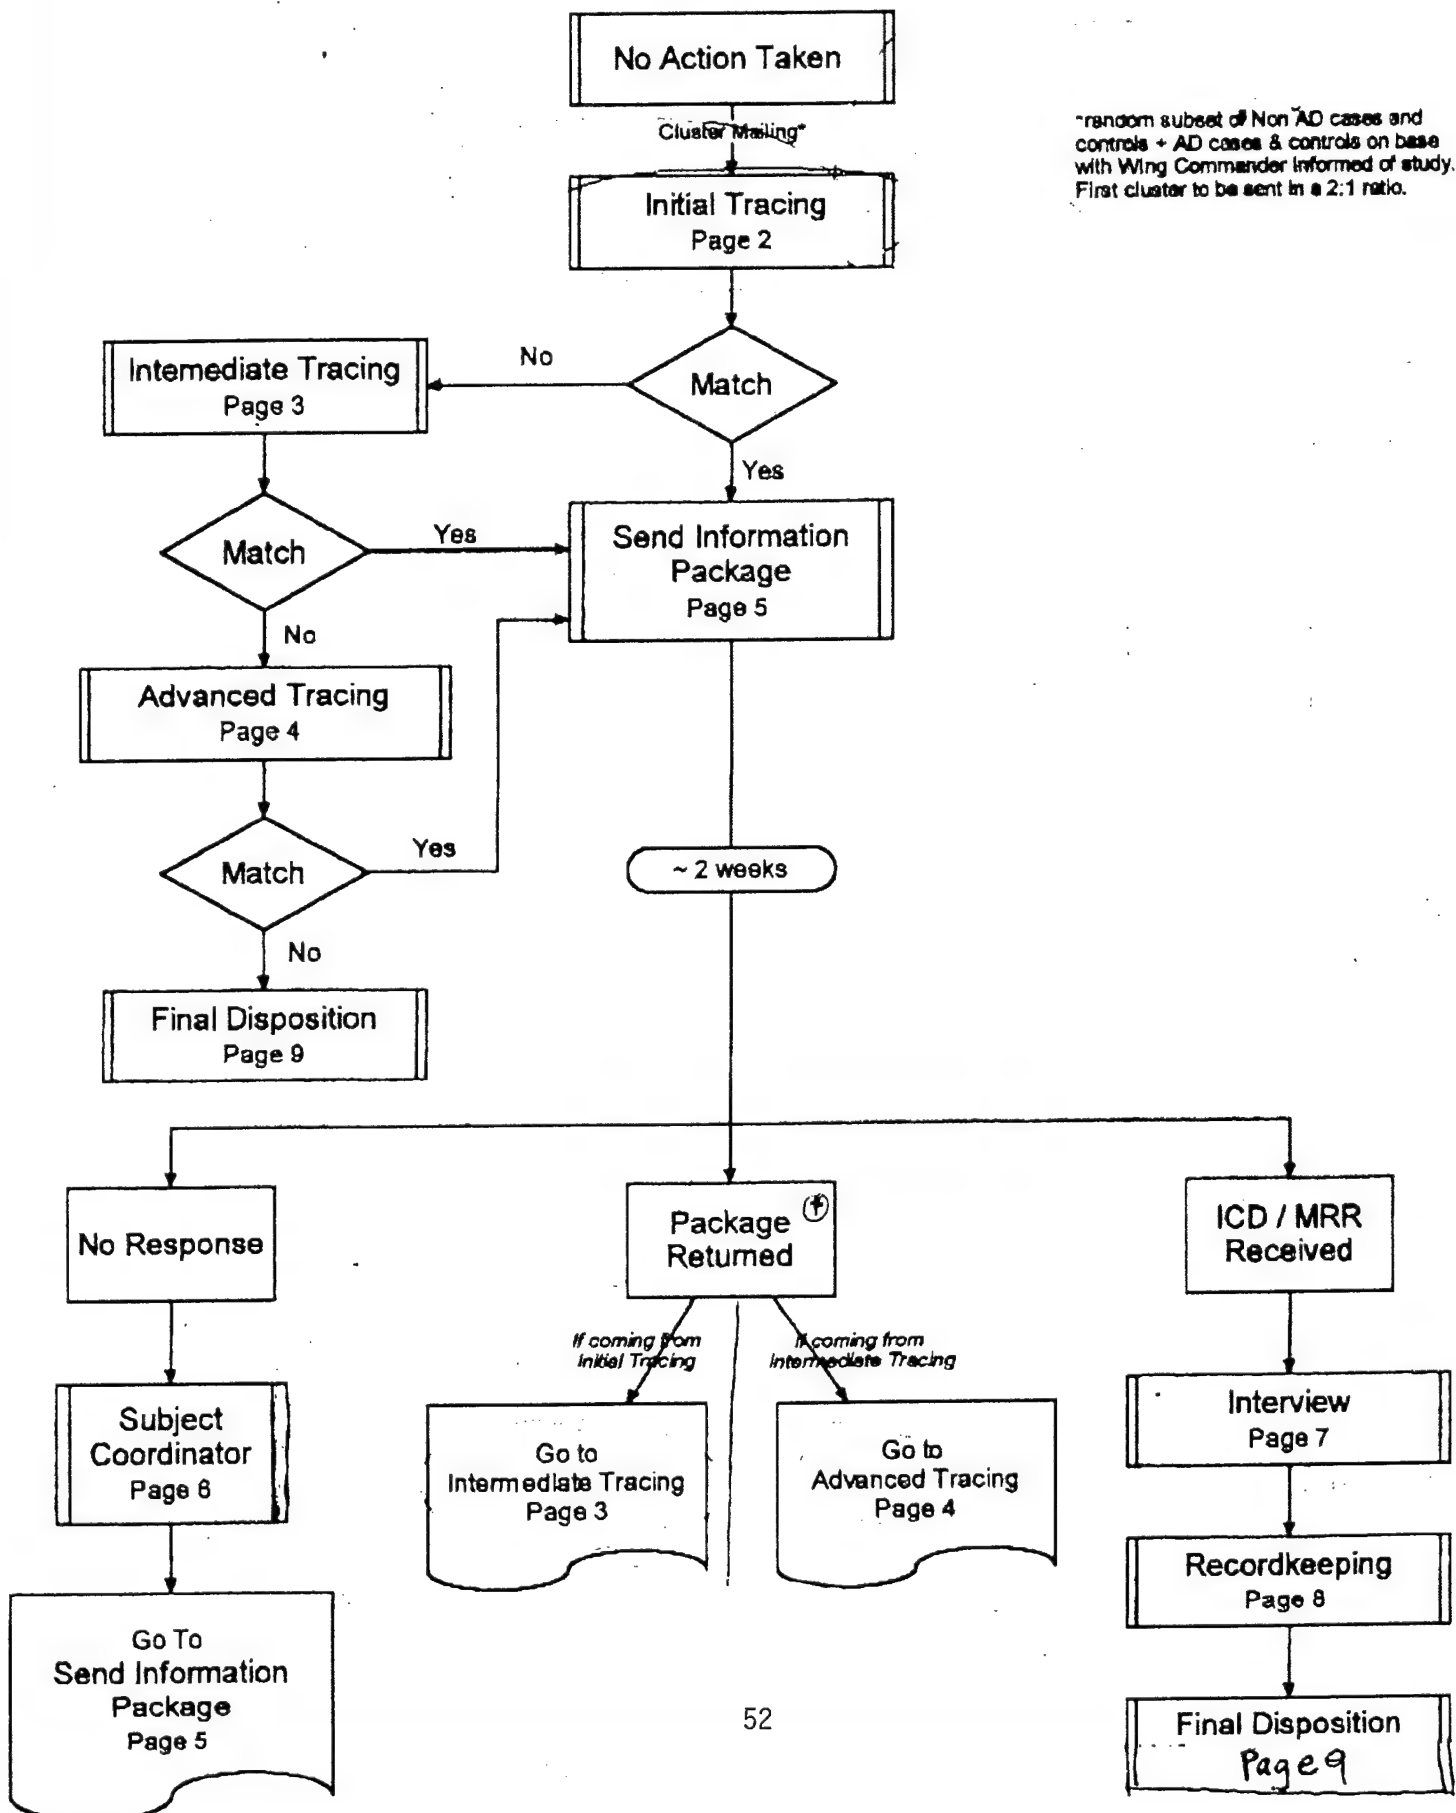 No Action Taken
Cluster Mailing*
*random subset of Non AD cases and
controls + AD cases & controls on base
with Wing Commander Informed of study.
First cluster to be sent in a 2:1 ratio.
Initial Tracing
Page 2
Match
No
Intemediate Tracing
Page 3
Yes
Match
Yes
Send Information
Package
Page 5
No
Advanced Tracing
Page 4
Match
Yes
~ 2 weeks
No
Final Disposition
Page 9
No Response
Package
Returned
ICD / MRR
Received
If coming from
Initial Tracing
If coming from
Intermediate Tracing
Subject
Coordinator
Page 6
Go to
Intermediate Tracing
Page 3
Go to
Advanced Tracing
Page 4
Interview
Page 7
Recordkeeping
Page 8
Go To
Send Information
Package
Page 5
Final Disposition
Page 9
52